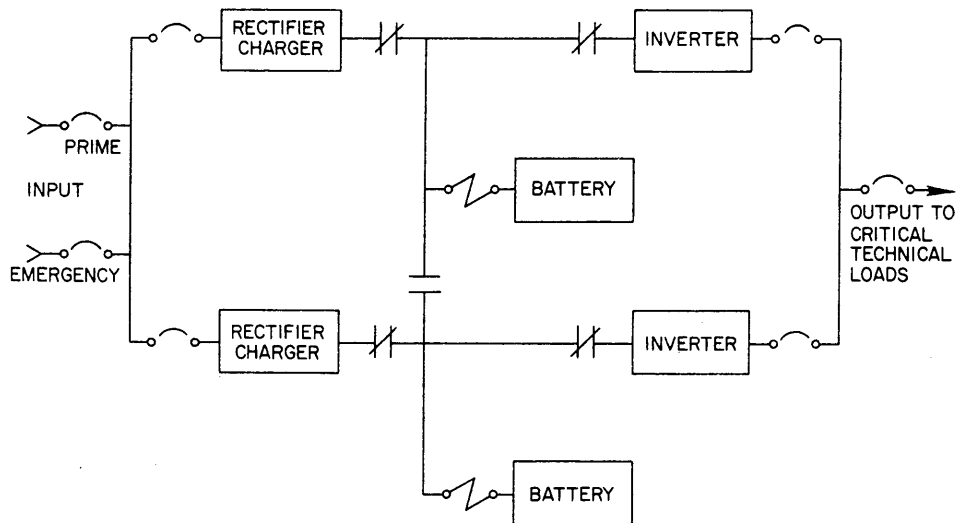 RECTIFIER
CHARGER
INVERTER
PRIME
INPUT
BATTERY
EMERGENCY
OUTPUT TO
CRITICAL
TECHNICAL
LOADS
RECTIFIER
CHARGER
INVERTER
BATTERY